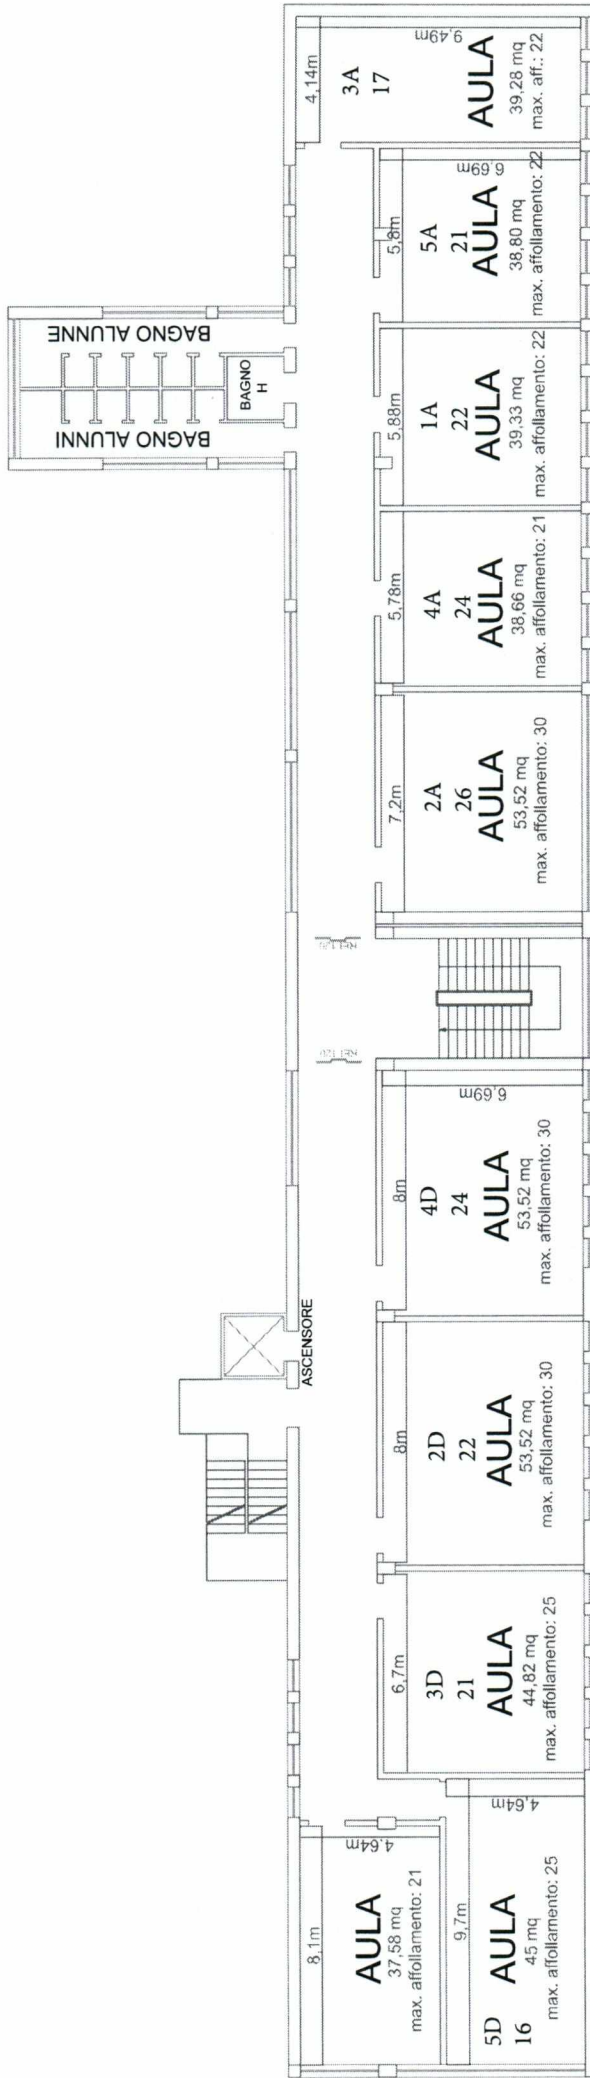 BAGNO ALUNNI
BAGNO ALUNNE
BAGNO
H
ASCENSORE
REI 120
REI 120
8,1m
4,64m
AULA
37,58 mq
max. affollamento: 21
9,7m
4,64m
5D
16
AULA
45 mq
max. affollamento: 25
6,7m
3D
21
AULA
44,82 mq
max. affollamento: 25
8m
2D
22
AULA
53,52 mq
max. affollamento: 30
8m
6,69m
4D
24
AULA
53,52 mq
max. affollamento: 30
7,2m
2A
26
AULA
53,52 mq
max. affollamento: 30
5,78m
4A
24
AULA
38,66 mq
max. affollamento: 21
5,88m
1A
22
AULA
39,33 mq
max. affollamento: 22
5,8m
6,69m
5A
21
AULA
38,80 mq
max. affollamento: 22
4,14m
9,49m
3A
17
AULA
39,28 mq
max. aff.: 22